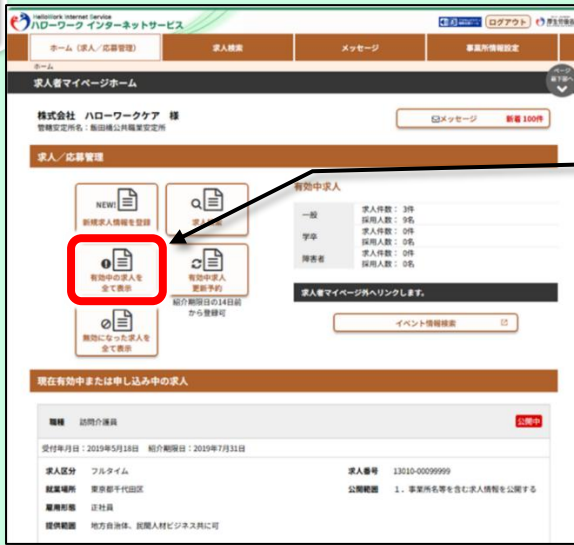 HelloWork Internet Service
ハローワーク インターネットサービス
ログアウト
ホーム（求人／応募管理）
求人検索
メッセージ
事業所情報設定
ホーム
求人者マイページホーム
ページ
最下部へ
株式会社　ハローワークケア　様
管轄安定所名：飯田橋公共職業安定所
メッセージ　新着 100件
求人／応募管理
NEW!
新規求人情報を登録
有効中の求人を
全て表示
有効中求人
更新予約
紹介期限日の14日前
から登録可
無効になった求人を
全て表示
有効中求人
一般
求人件数： 3件
採用人数： 9名
学卒
求人件数： 0件
採用人数： 0名
障害者
求人件数： 0件
採用人数： 0名
求人者マイページ外へリンクします。
イベント情報検索
現在有効中または申し込み中の求人
職種　訪問介護員
公開中
受付年月日：2019年5月18日　紹介期限日：2019年7月31日
求人区分　フルタイム
求人番号　13010-00099999
就業場所　東京都千代田区
公開範囲　1．事業所名等を含む求人情報を公開する
雇用形態　正社員
提供範囲　地方自治体、民間人材ビジネス共に可